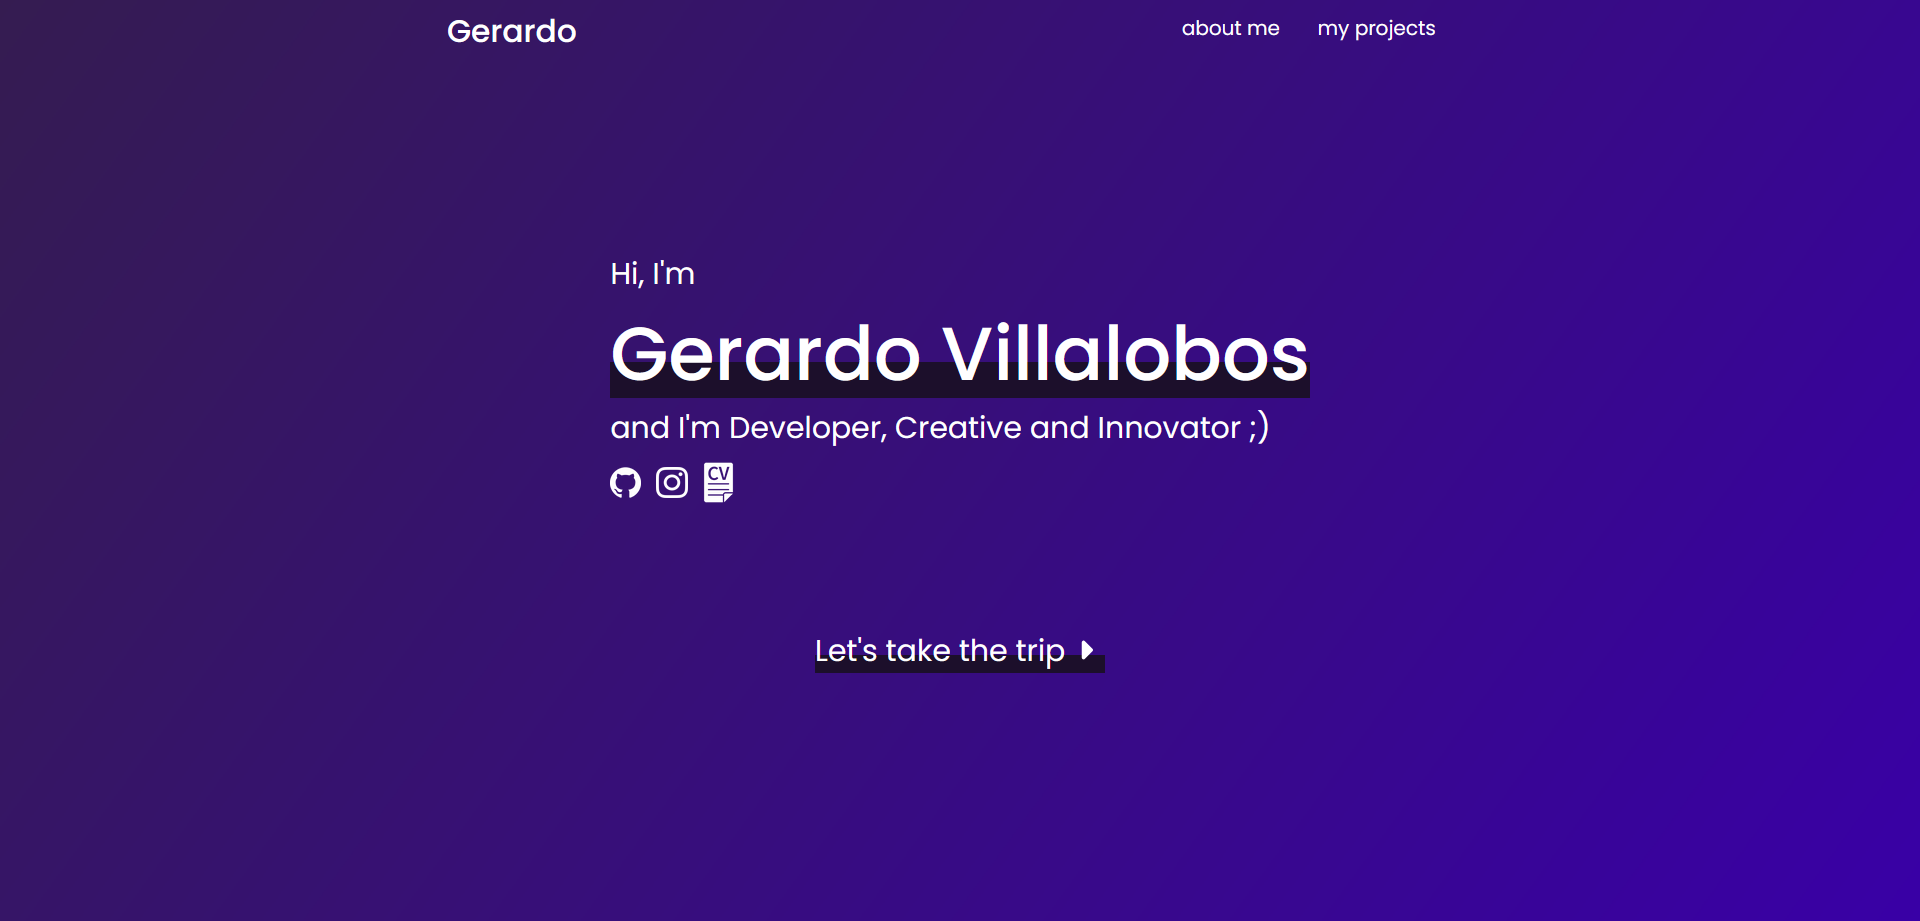 Gerardo
about me my projects
Hi, I'm
Gerardo Villalobos
and I'm Developer, Creative and Innovator ;)
CV
Let's take the trip